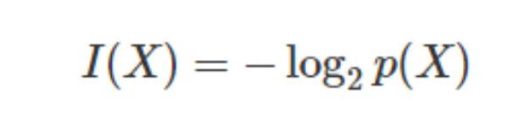 I(X) = − log₂ p(X)